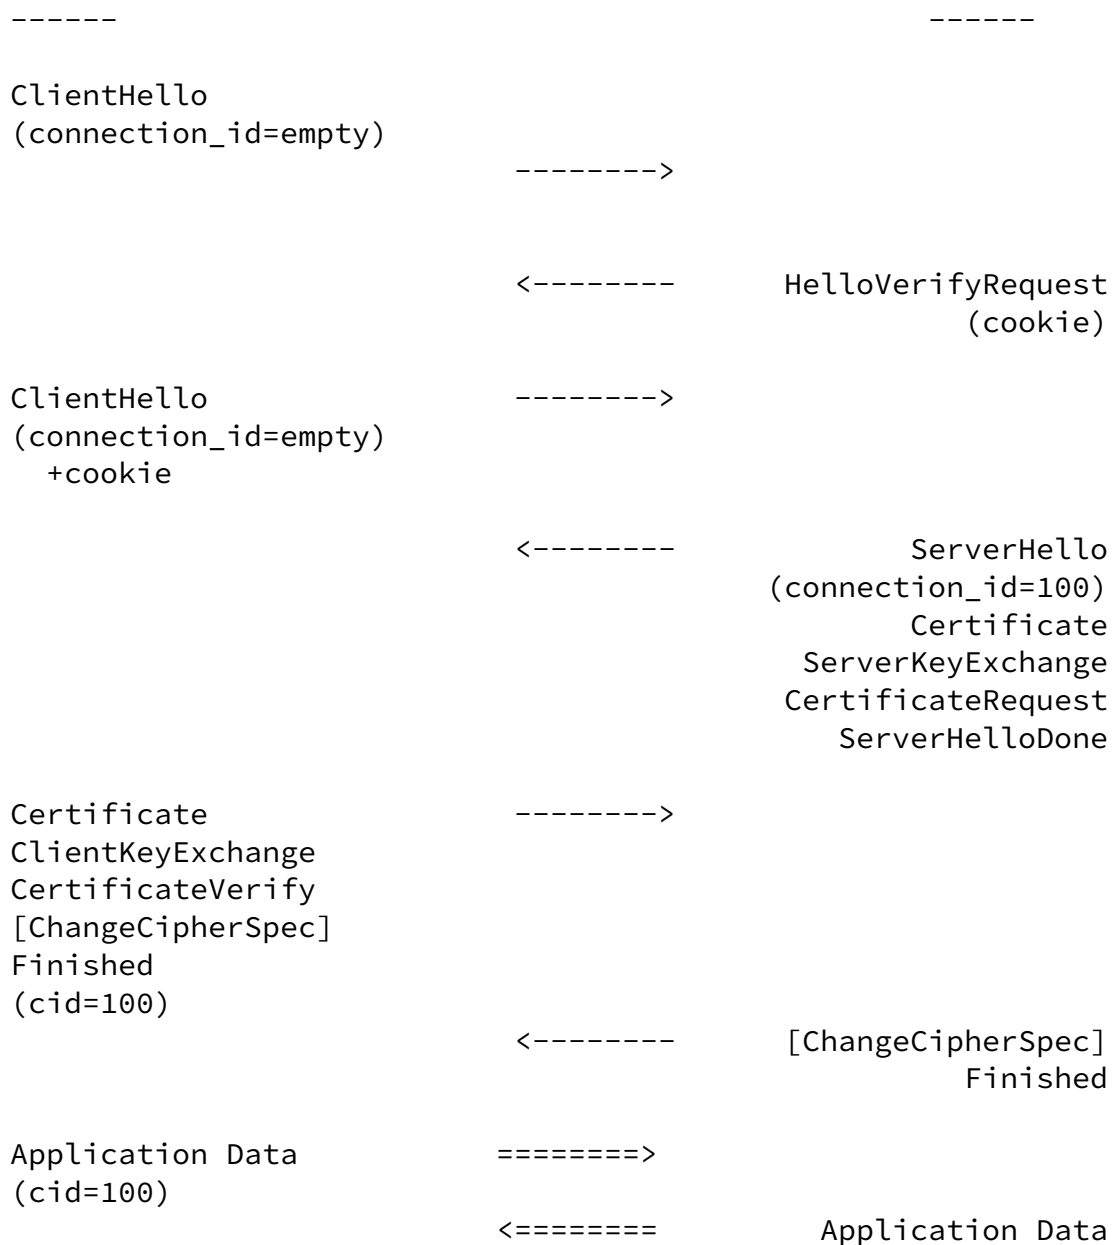 ------                                             ------

ClientHello
(connection_id=empty)
                            -------->


                            <--------      HelloVerifyRequest
                                                     (cookie)

ClientHello                 -------->
(connection_id=empty)
  +cookie

                            <--------             ServerHello
                                          (connection_id=100)
                                                  Certificate
                                            ServerKeyExchange
                                           CertificateRequest
                                              ServerHelloDone

Certificate                 -------->
ClientKeyExchange
CertificateVerify
[ChangeCipherSpec]
Finished
(cid=100)
                            <--------      [ChangeCipherSpec]
                                                     Finished

Application Data           ========>
(cid=100)
                           <========         Application Data